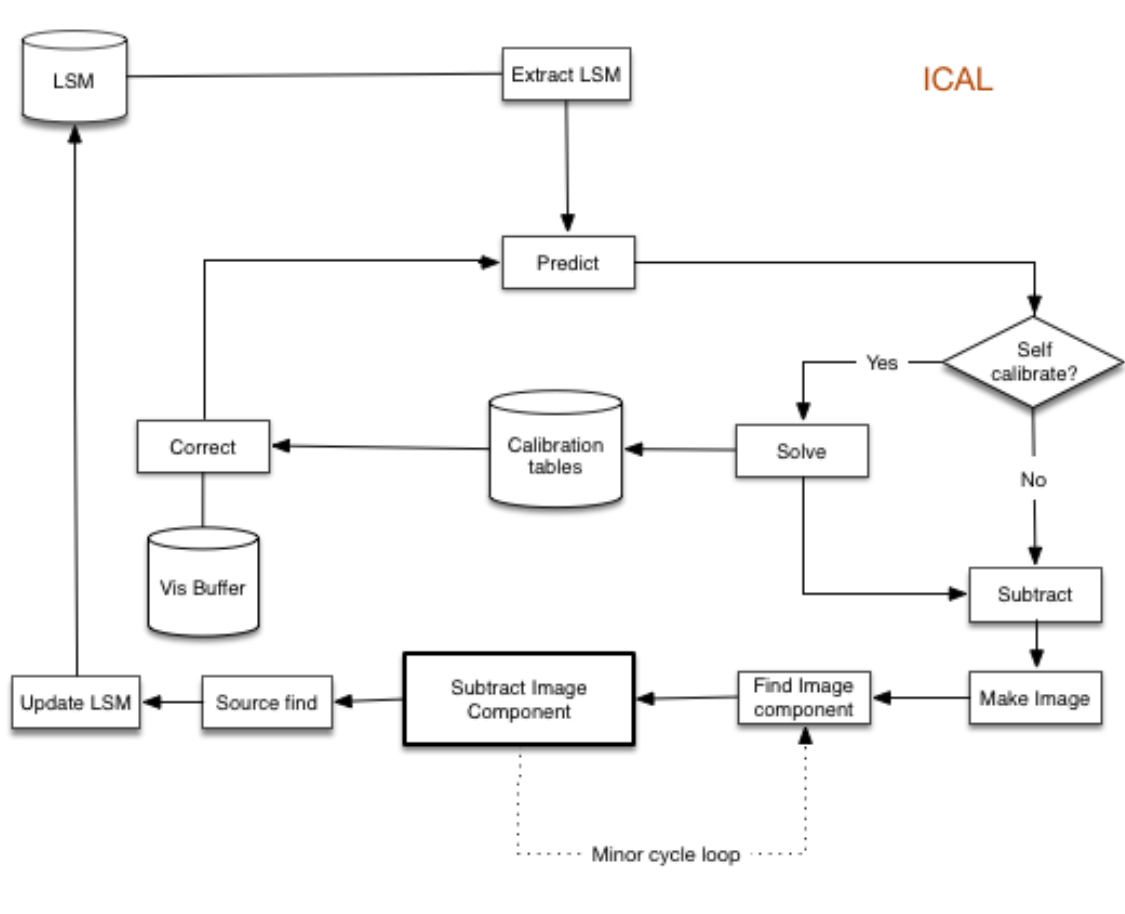 LSM
Extract LSM
ICAL
Predict
Self
calibrate?
Yes
Correct
Calibration
tables
Solve
No
Vis Buffer
Subtract
Update LSM
Source find
Subtract Image
Component
Find Image
component
Make Image
Minor cycle loop